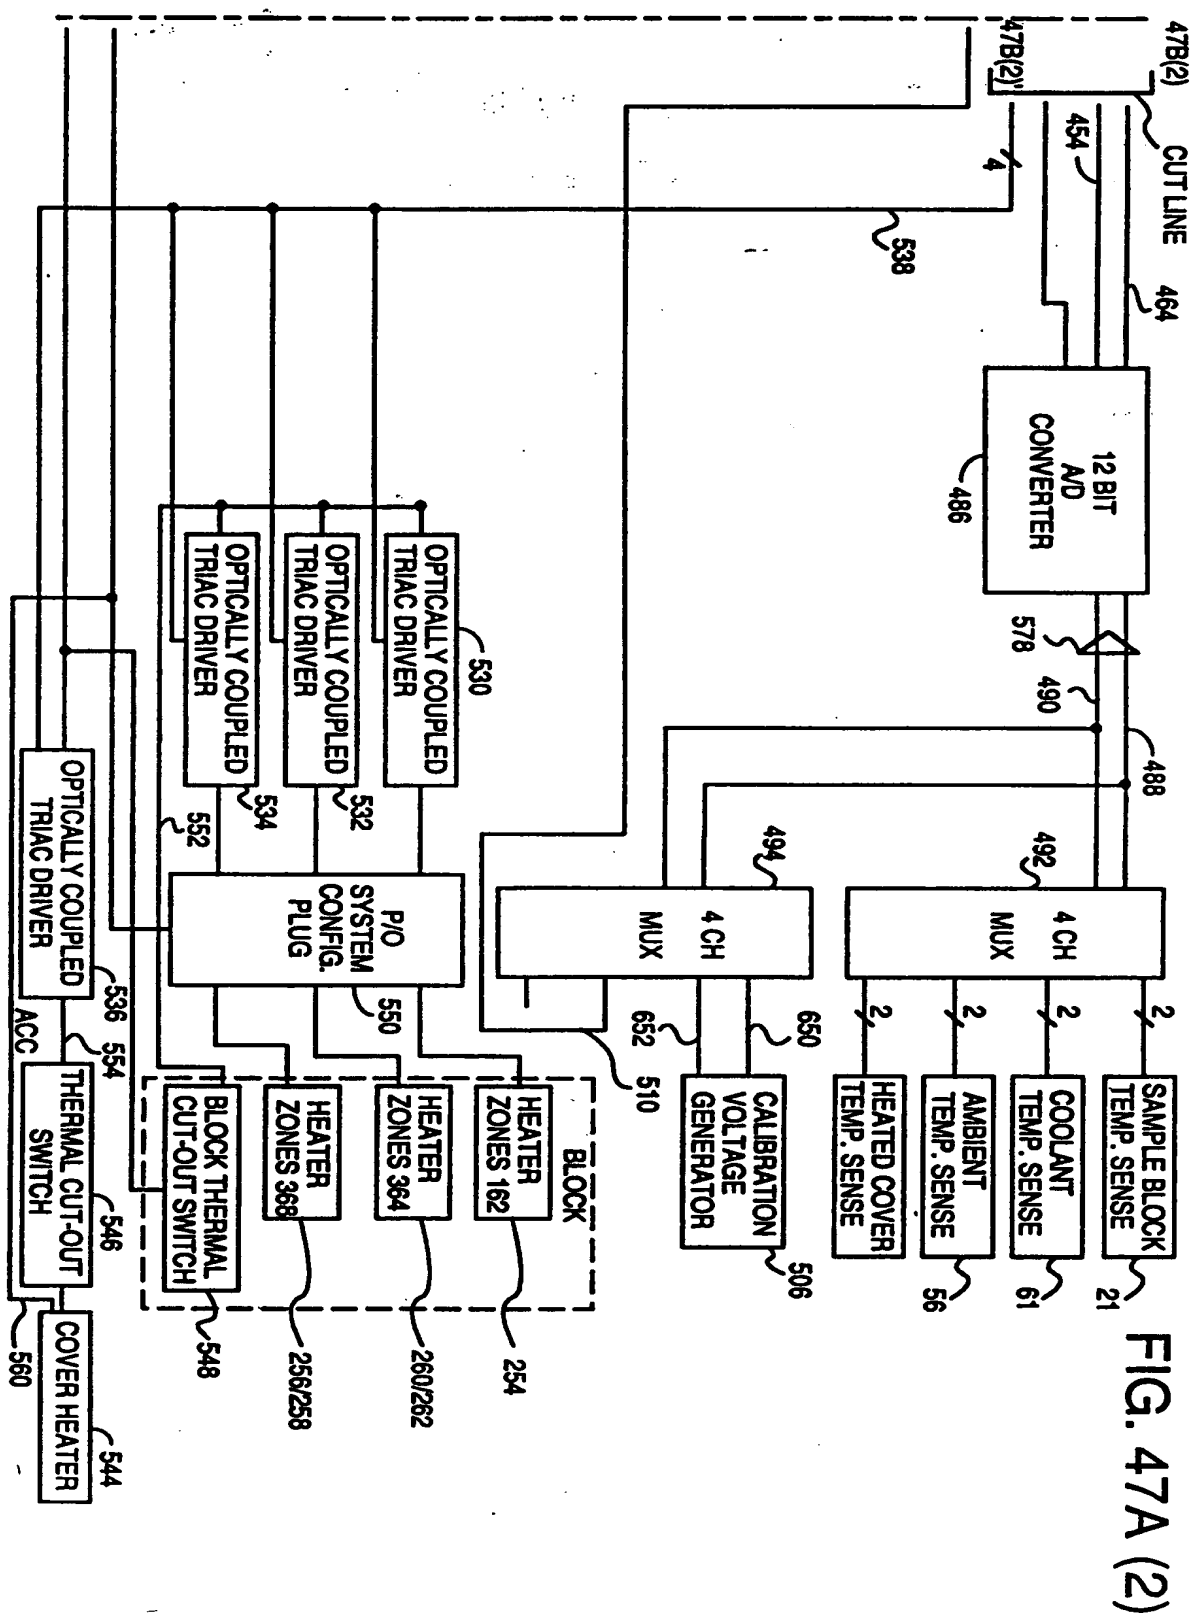 FIG. 47A (2)
47B(2)
47B(2)'
CUT LINE
464
454
4
538
12 BIT
A/D
CONVERTER
486
578
490
488
492
4 CH
MUX
2
2
2
2
SAMPLE BLOCK
TEMP. SENSE
21
COOLANT
TEMP. SENSE
61
AMBIENT
TEMP. SENSE
56
HEATED COVER
TEMP. SENSE
494
4 CH
MUX
650
652
CALIBRATION
VOLTAGE
GENERATOR
506
510
OPTICALLY COUPLED
TRIAC DRIVER
530
OPTICALLY COUPLED
TRIAC DRIVER
532
OPTICALLY COUPLED
TRIAC DRIVER
534
552
P/O
SYSTEM
CONFIG.
PLUG
550
BLOCK
HEATER
ZONES 162
254
HEATER
ZONES 364
260/262
HEATER
ZONES 368
256/258
BLOCK THERMAL
CUT-OUT SWITCH
548
OPTICALLY COUPLED
TRIAC DRIVER
536
ACC
554
THERMAL CUT-OUT
SWITCH
546
560
COVER HEATER
544